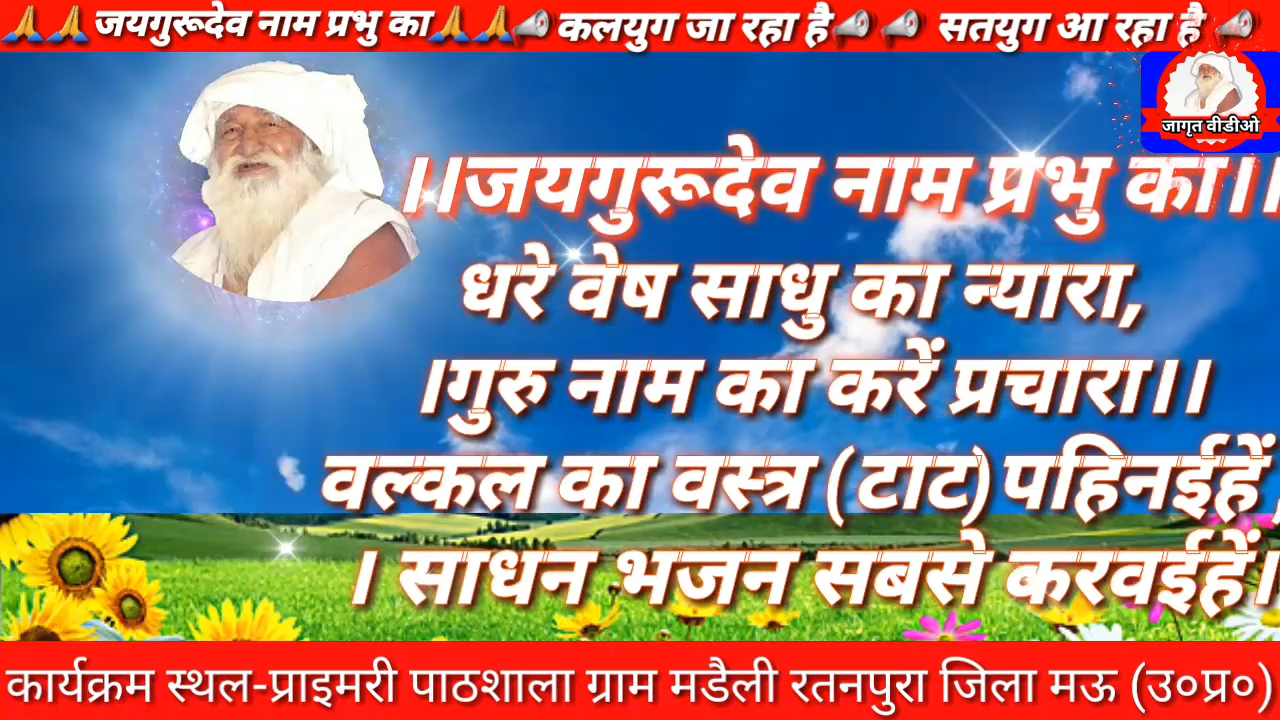 🙏🙏जयगुरूदेव नाम प्रभु का🙏🙏📢कलयुग जा रहा है📢📢 सतयुग आ रहा है📢
जागृत वीडीओ
।।जयगुरूदेव नाम प्रभु का।।
धरे वेष साधु का न्यारा,
।गुरु नाम का करें प्रचारा।।
वल्कल का वस्त्र (टाट)पहिनईहें
। साधन भजन सबसे करवईहें।
कार्यक्रम स्थल-प्राइमरी पाठशाला ग्राम मडैली रतनपुरा जिला मऊ (उ०प्र०)